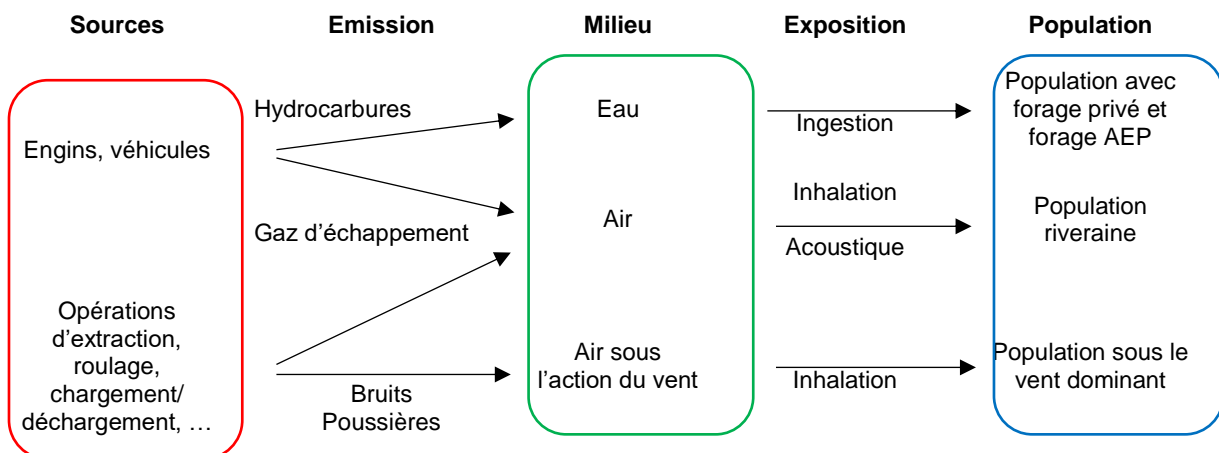 Sources
Emission
Milieu
Exposition
Population
Hydrocarbures
Eau
Ingestion
Population avec
forage privé et
forage AEP
Engins, véhicules
Gaz d’échappement
Air
Inhalation
Acoustique
Population
riveraine
Opérations
d’extraction,
roulage,
chargement/
déchargement, …
Bruits
Poussières
Air sous
l’action du vent
Inhalation
Population sous le
vent dominant